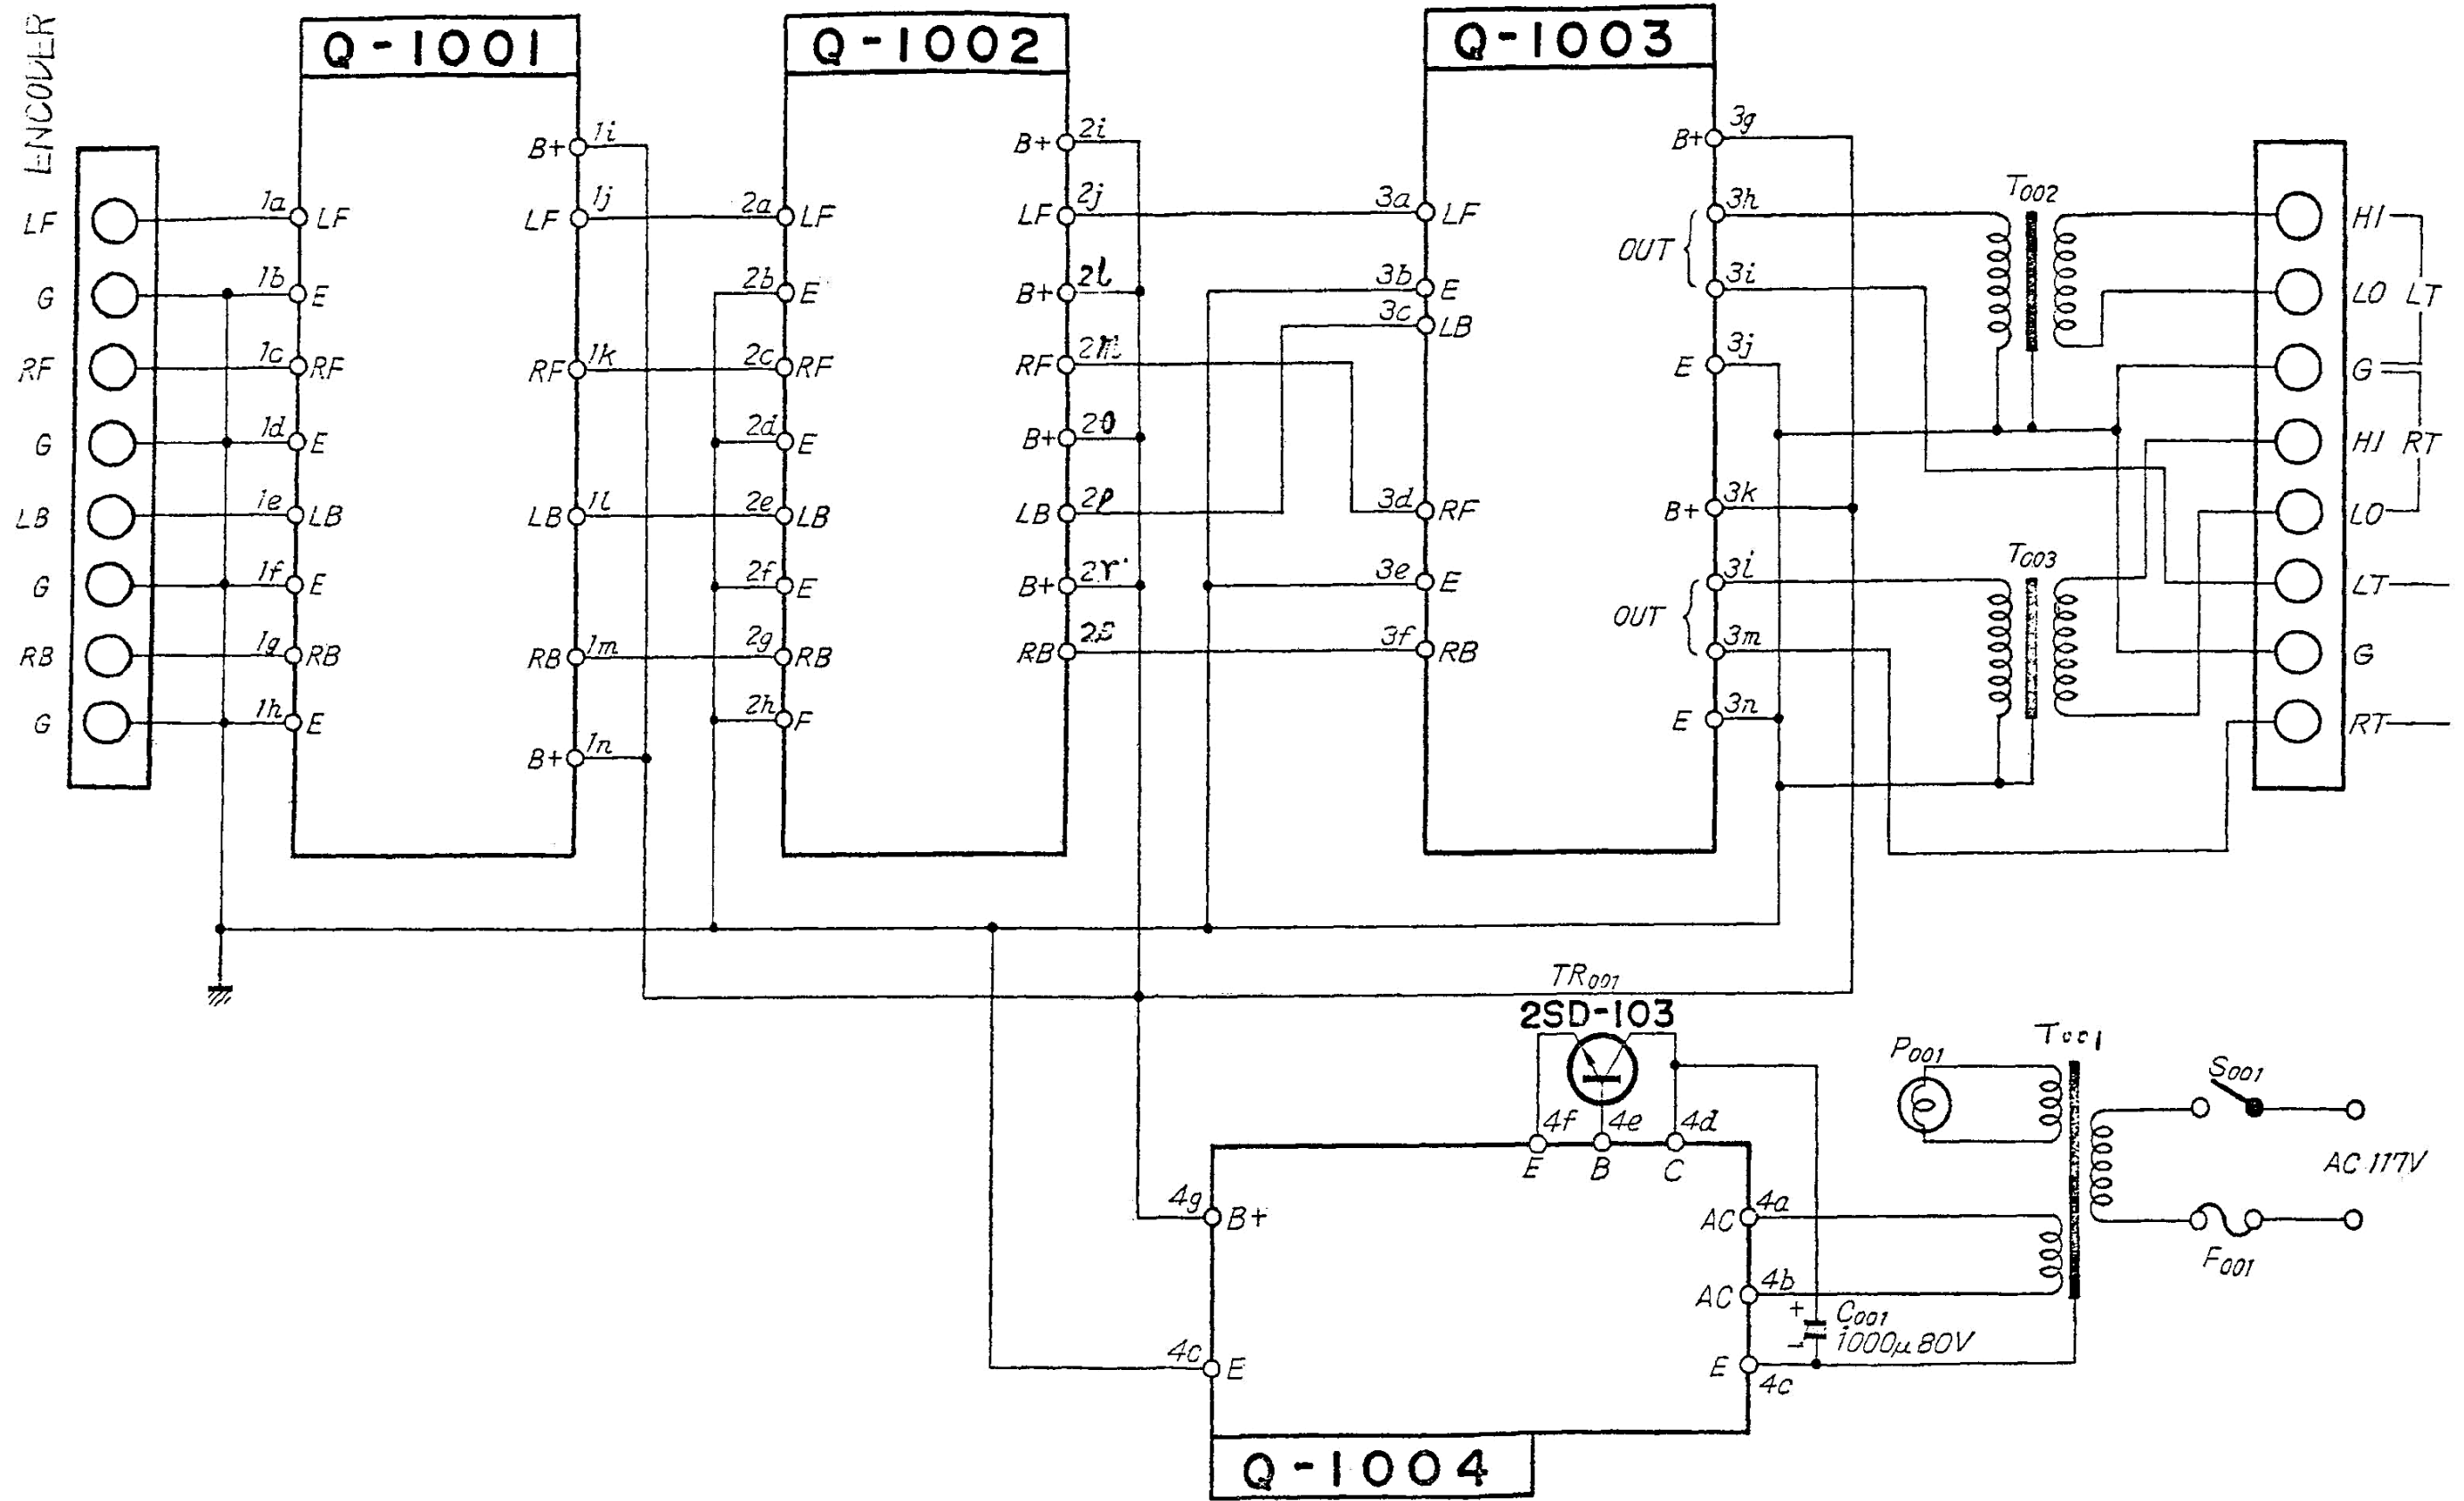 ENCODER
Q-1001
Q-1002
Q-1003
LF
G
RF
G
LB
G
RB
G
1a LF
1b E
1c RF
1d E
1e LB
1f E
1g RB
1h E
B+ 1i
LF 1j
RF 1k
LB 1l
RB 1m
B+ 1n
2a LF
2b E
2c RF
2d E
2e LB
2f E
2g RB
2h F
B+ 2i
LF 2j
B+ 2l
RF 2m
B+ 2o
LB 2p
B+ 2r
RB 2s
3a LF
3b E
3c LB
3d RF
3e E
3f RB
B+ 3g
3h
OUT
3i
E 3j
B+ 3k
3l
OUT
3m
E 3n
T002
T003
HI
LO LT
G
HI RT
LO
LT
G
RT
TR001
2SD-103
4f 4e 4d
E B C
4g B+
4c E
AC 4a
AC 4b
E 4c
+ C001
- 1000μ80V
P001
T001
S001
AC 117V
F001
Q-1004